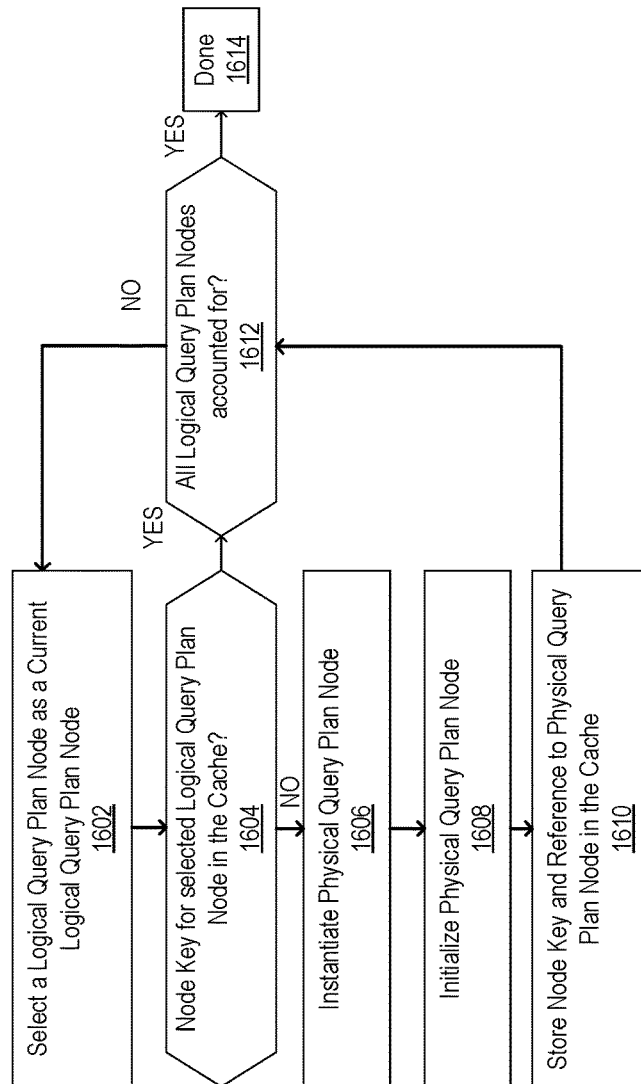 Select a Logical Query Plan Node as a Current
Logical Query Plan Node
1602
Node Key for selected Logical Query Plan
Node in the Cache?
1604
YES
NO
Instantiate Physical Query Plan Node
1606
Initialize Physical Query Plan Node
1608
Store Node Key and Reference to Physical Query
Plan Node in the Cache
1610
All Logical Query Plan Nodes
accounted for?
1612
NO
YES
Done
1614